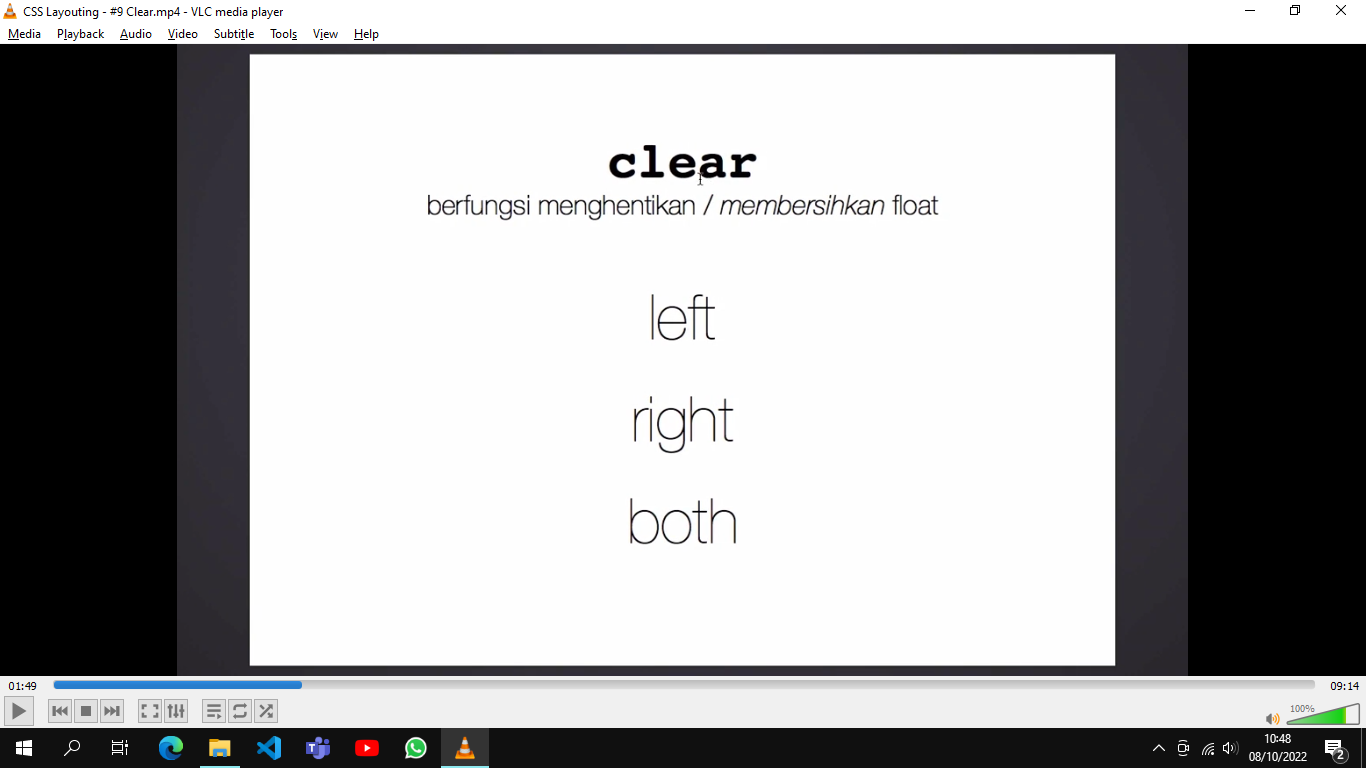 CSS Layouting - #9 Clear.mp4 - VLC media player
Media Playback Audio Video Subtitle Tools View Help
clear
berfungsi menghentikan / membersihkan float
left
right
both
01:49
09:14
100%
10:48
08/10/2022
2